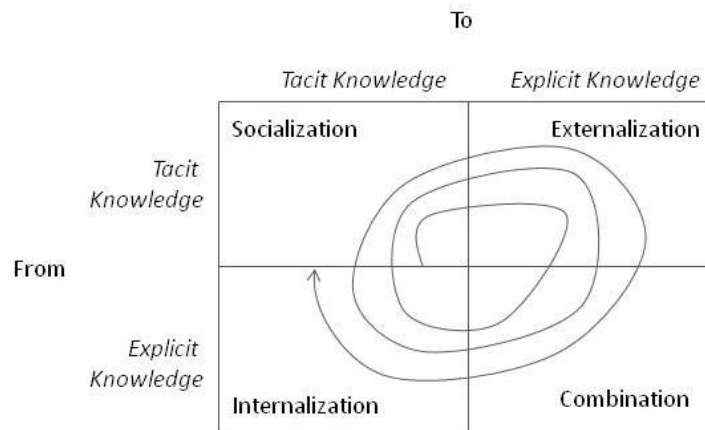 To
Tacit Knowledge
Explicit Knowledge
Socialization
Externalization
Tacit
Knowledge
From
Explicit
Knowledge
Internalization
Combination